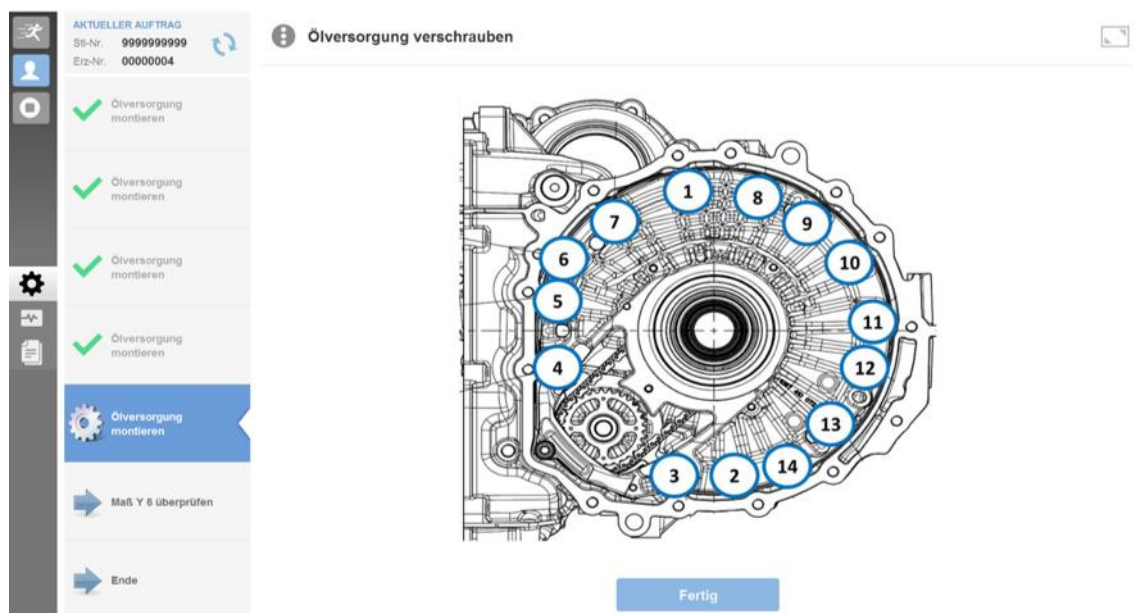 AKTUELLER AUFTRAG
Stl-Nr. 9999999999
Erz-Nr. 00000004
Ölversorgung verschrauben
Ölversorgung
montieren
Ölversorgung
montieren
Ölversorgung
montieren
Ölversorgung
montieren
Ölversorgung
montieren
Maß Y 6 überprüfen
Ende
1
8
7
9
6
10
5
11
4
12
13
14
3
2
Fertig